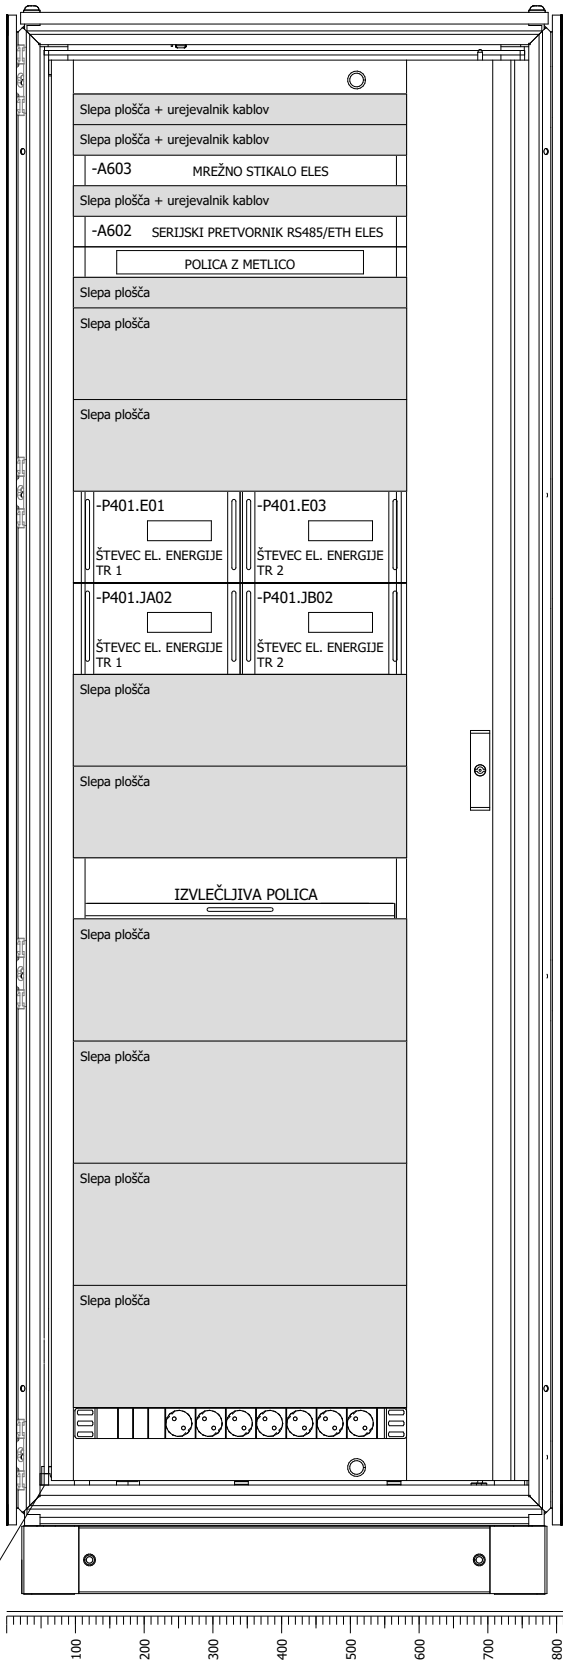 Slepa plošča + urejevalnik kablov
Slepa plošča + urejevalnik kablov
-A603 MREŽNO STIKALO ELES
Slepa plošča + urejevalnik kablov
-A602 SERIJSKI PRETVORNIK RS485/ETH ELES
POLICA Z METLICO
Slepa plošča
Slepa plošča
Slepa plošča
-P401.E01
ŠTEVEC EL. ENERGIJE
TR 1
-P401.E03
ŠTEVEC EL. ENERGIJE
TR 2
-P401.JA02
ŠTEVEC EL. ENERGIJE
TR 1
-P401.JB02
ŠTEVEC EL. ENERGIJE
TR 2
Slepa plošča
Slepa plošča
IZVLEČLJIVA POLICA
Slepa plošča
Slepa plošča
Slepa plošča
Slepa plošča
100 200 300 400 500 600 700 800